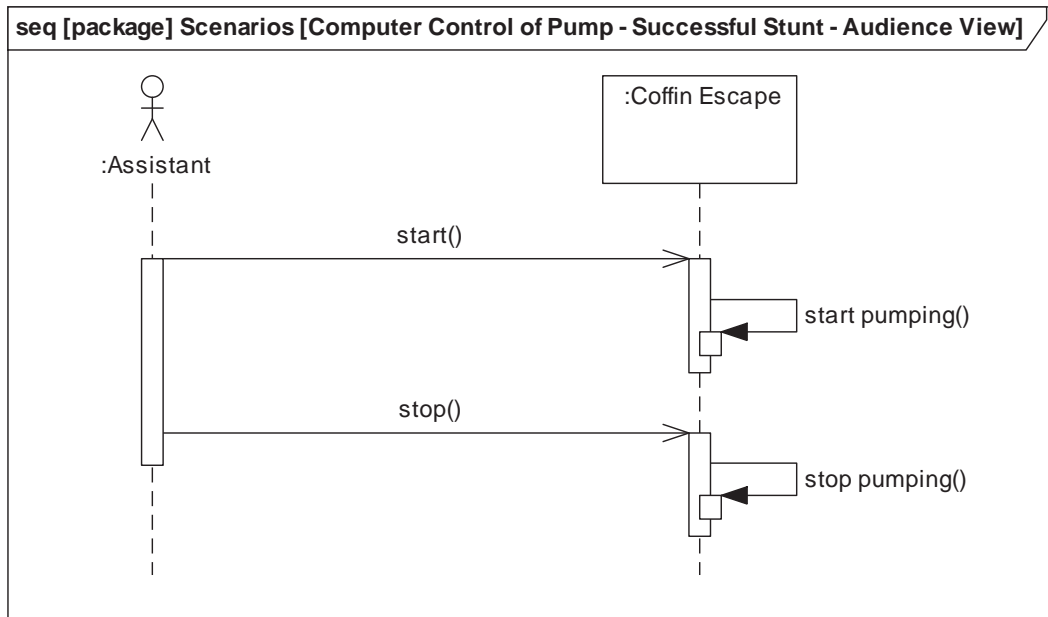 seq [package] Scenarios [Computer Control of Pump - Successful Stunt - Audience View]
:Coffin Escape
:Assistant
start()
start pumping()
stop()
stop pumping()